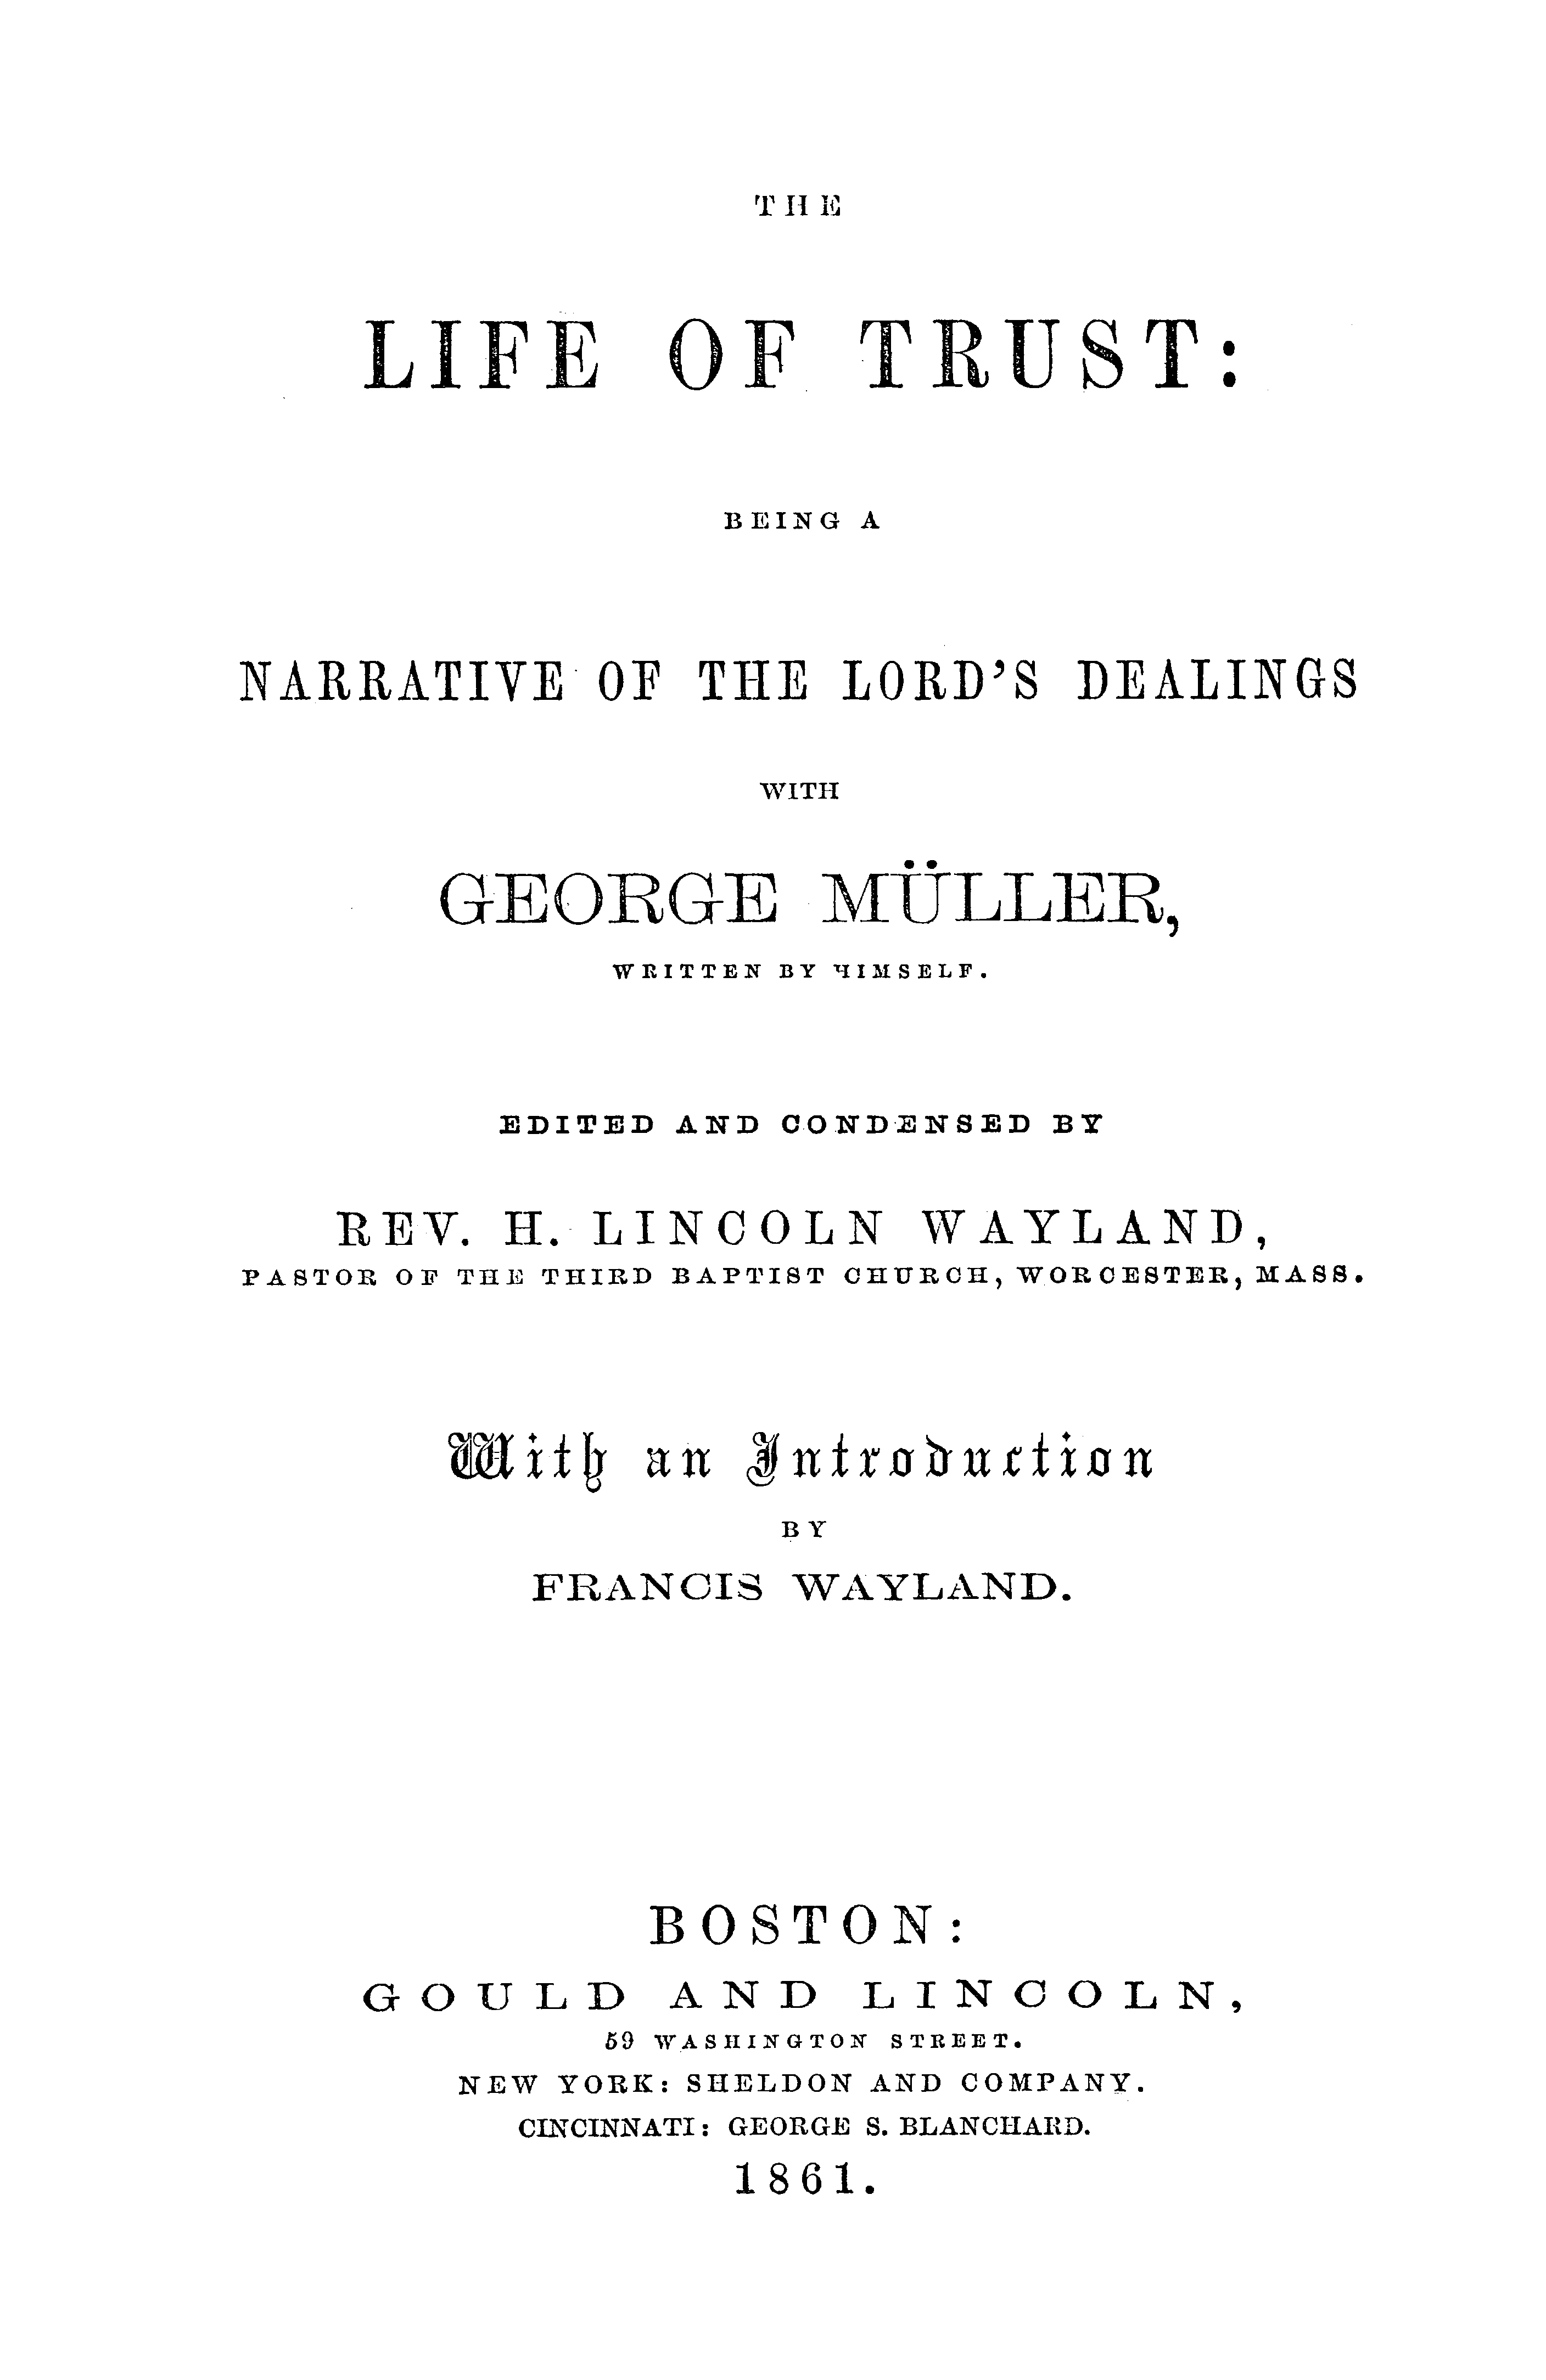 THE
LIFE OF TRUST:
BEING A
NARRATIVE OF THE LORD'S DEALINGS
WITH
GEORGE MÜLLER,
WRITTEN BY HIMSELF.
EDITED AND CONDENSED BY
REV. H. LINCOLN WAYLAND,
PASTOR OF THE THIRD BAPTIST CHURCH, WORCESTER, MASS.
With an Introduction
BY
FRANCIS WAYLAND.
BOSTON:
GOULD AND LINCOLN,
59 WASHINGTON STREET.
NEW YORK: SHELDON AND COMPANY.
CINCINNATI: GEORGE S. BLANCHARD.
1861.